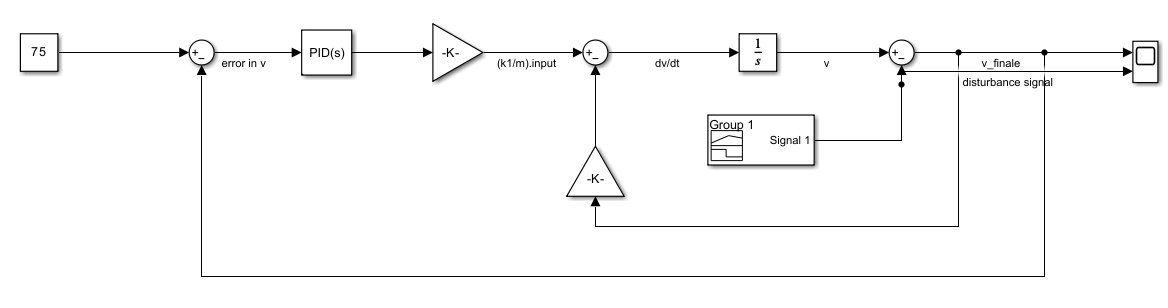 75
+
−
error in v
PID(s)
-K-
(k1/m).input
+
−
dv/dt
1
s
v
+
−
v_finale
disturbance signal
Group 1
Signal 1
-K-